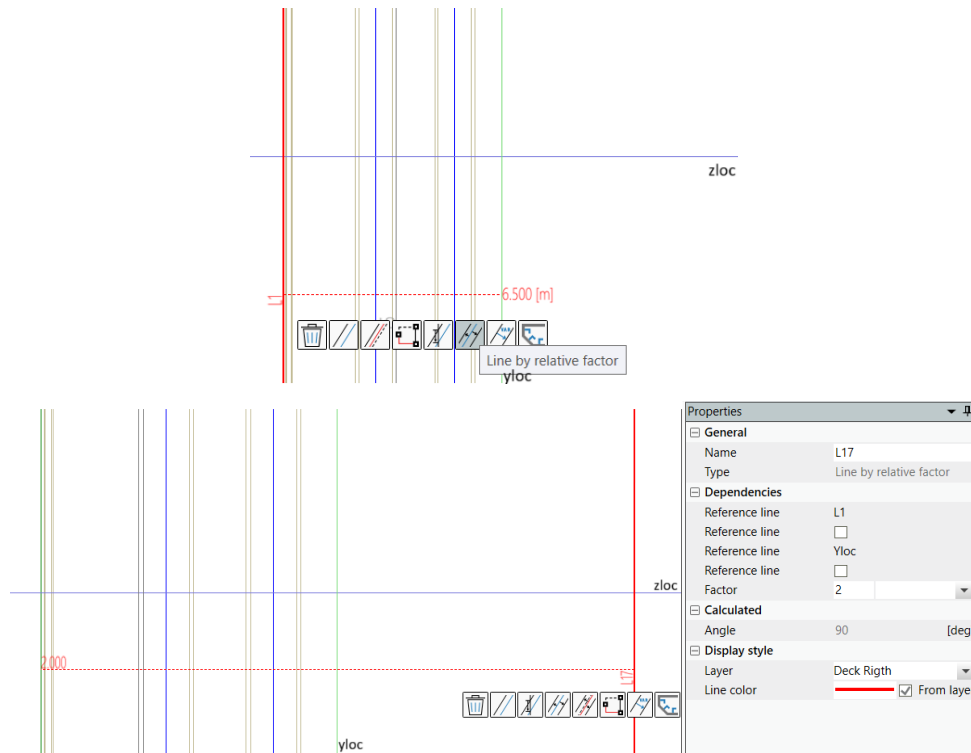 zloc
L1
6.500 [m]
Line by relative factor
yloc
Properties
General
Name L17
Type Line by relative factor
Dependencies
Reference line L1
Reference line
Reference line Yloc
Reference line
Factor 2
Calculated
Angle 90 [deg
Display style
Layer Deck Rigth
Line color From laye
zloc
2.000
L17
yloc